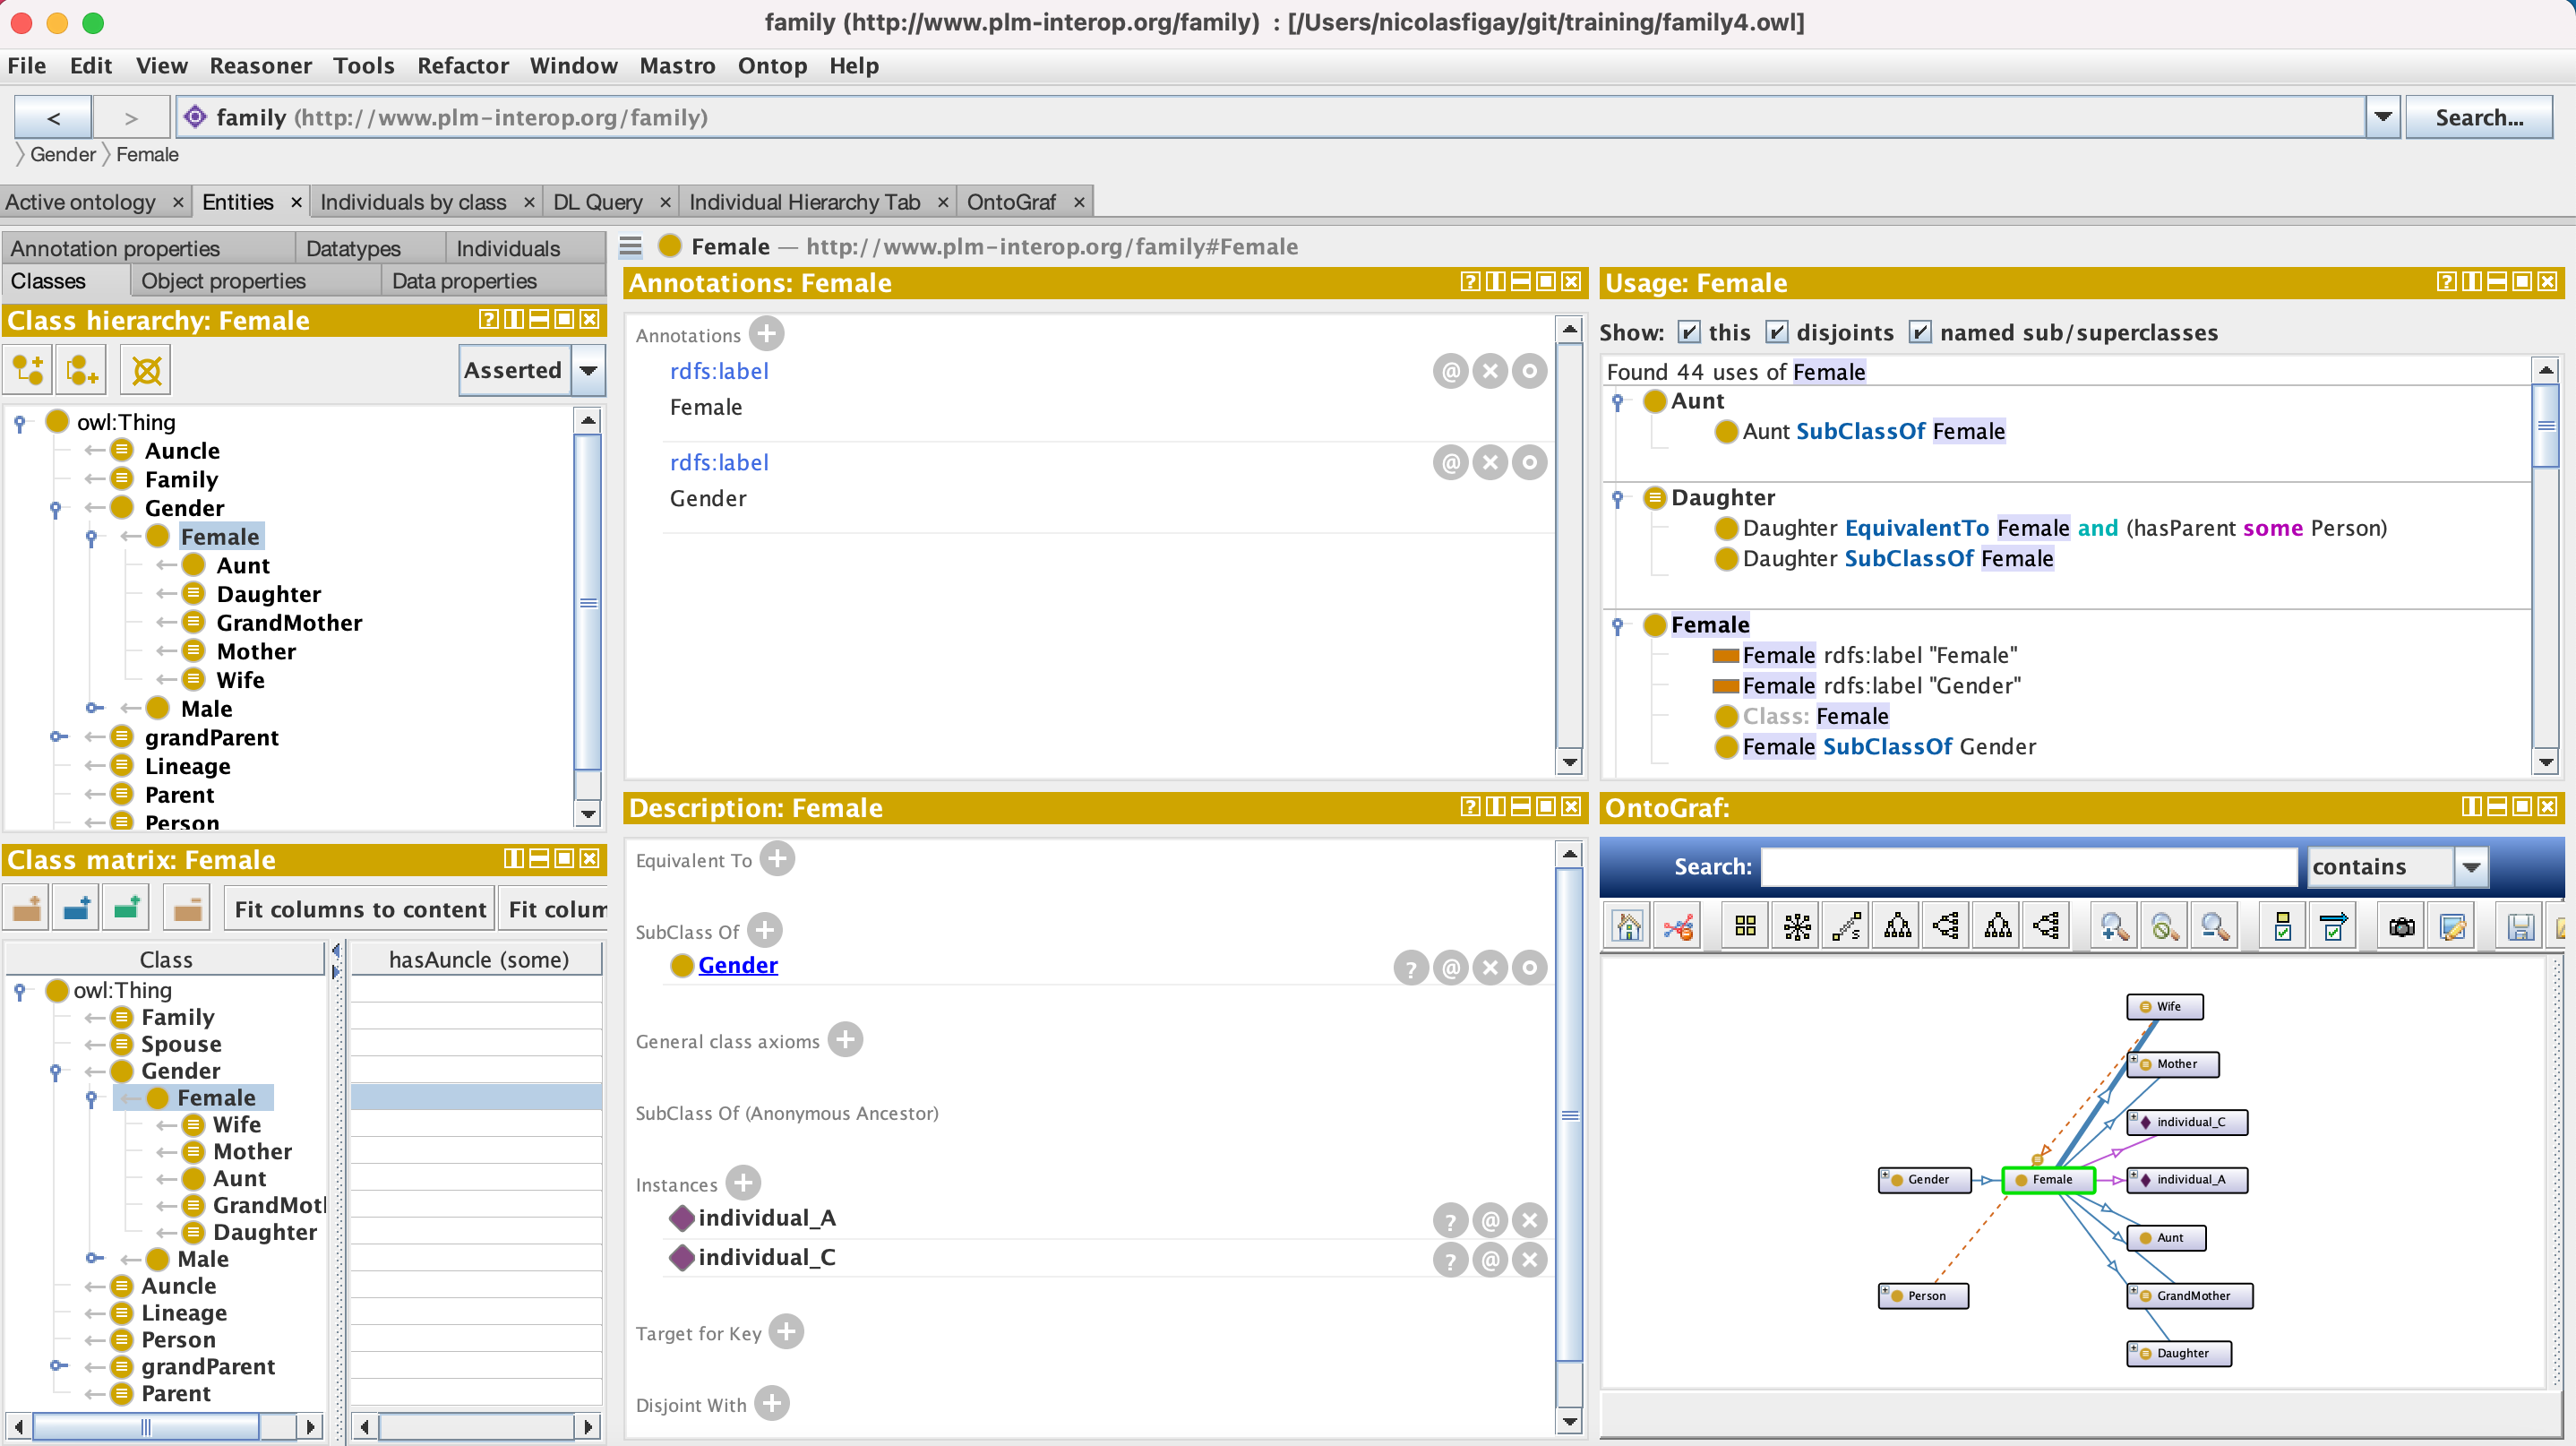 family (http://www.plm-interop.org/family)  : [/Users/nicolasfigay/git/training/family4.owl]
File Edit View Reasoner Tools Refactor Window Mastro Ontop Help
< > family (http://www.plm-interop.org/family) Search...
Gender Female
Active ontology × Entities × Individuals by class × DL Query × Individual Hierarchy Tab × OntoGraf ×
Annotation properties Datatypes Individuals
Classes Object properties Data properties
Class hierarchy: Female
Asserted
owl:Thing
Auncle
Family
Gender
Female
Aunt
Daughter
GrandMother
Mother
Wife
Male
grandParent
Lineage
Parent
Person
Class matrix: Female
Fit columns to content Fit colum
Class hasAuncle (some)
owl:Thing
Family
Spouse
Gender
Female
Wife
Mother
Aunt
GrandMotl
Daughter
Male
Auncle
Lineage
Person
grandParent
Parent
Female — http://www.plm-interop.org/family#Female
Annotations: Female
Annotations
rdfs:label
Female
rdfs:label
Gender
Description: Female
Equivalent To
SubClass Of
Gender
General class axioms
SubClass Of (Anonymous Ancestor)
Instances
individual_A
individual_C
Target for Key
Disjoint With
Usage: Female
Show: this disjoints named sub/superclasses
Found 44 uses of Female
Aunt
Aunt SubClassOf Female
Daughter
Daughter EquivalentTo Female and (hasParent some Person)
Daughter SubClassOf Female
Female
Female rdfs:label "Female"
Female rdfs:label "Gender"
Class: Female
Female SubClassOf Gender
OntoGraf:
Search: contains
Wife
Mother
individual_C
Gender Female individual_A
Aunt
Person GrandMother
Daughter